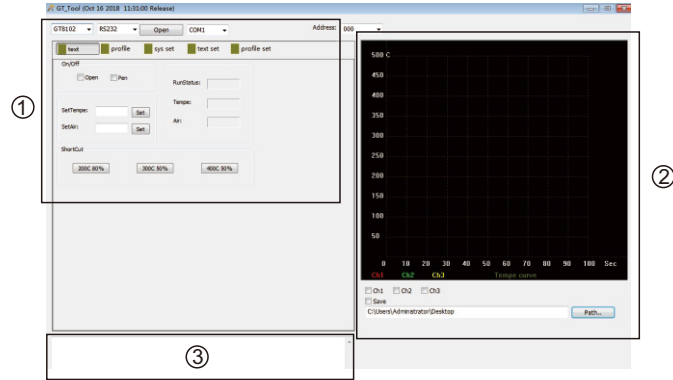 GT_Tool (Oct 16 2018 11:31:00 Release)
GT8102 RS232 Open COM1 Address: 000
text profile sys set text set profile set
On/Off
Open Pen
RunStatus:
Tempe:
SetTempe: Set
Air:
SetAir: Set
ShortCut
200C 80% 300C 50% 400C 50%
①
500 C
450
400
350
300
250
200
150
100
50
0 10 20 30 40 50 60 70 80 90 100 Sec
Ch1 Ch2 Ch3 Tempe curve
②
Ch1 Ch2 Ch3
Save
C:\Users\Administrator\Desktop Path..
③